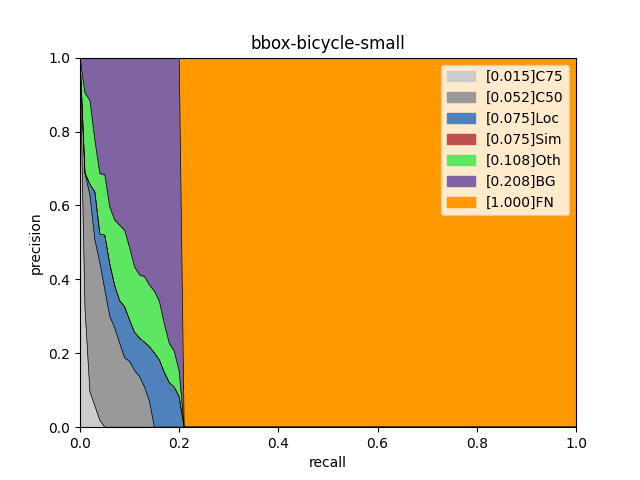 bbox-bicycle-small
1.0
0.8
0.6
0.4
0.2
0.0
precision
[0.015]C75
[0.052]C50
[0.075]Loc
[0.075]Sim
[0.108]Oth
[0.208]BG
[1.000]FN
0.0 0.2 0.4 0.6 0.8 1.0
recall